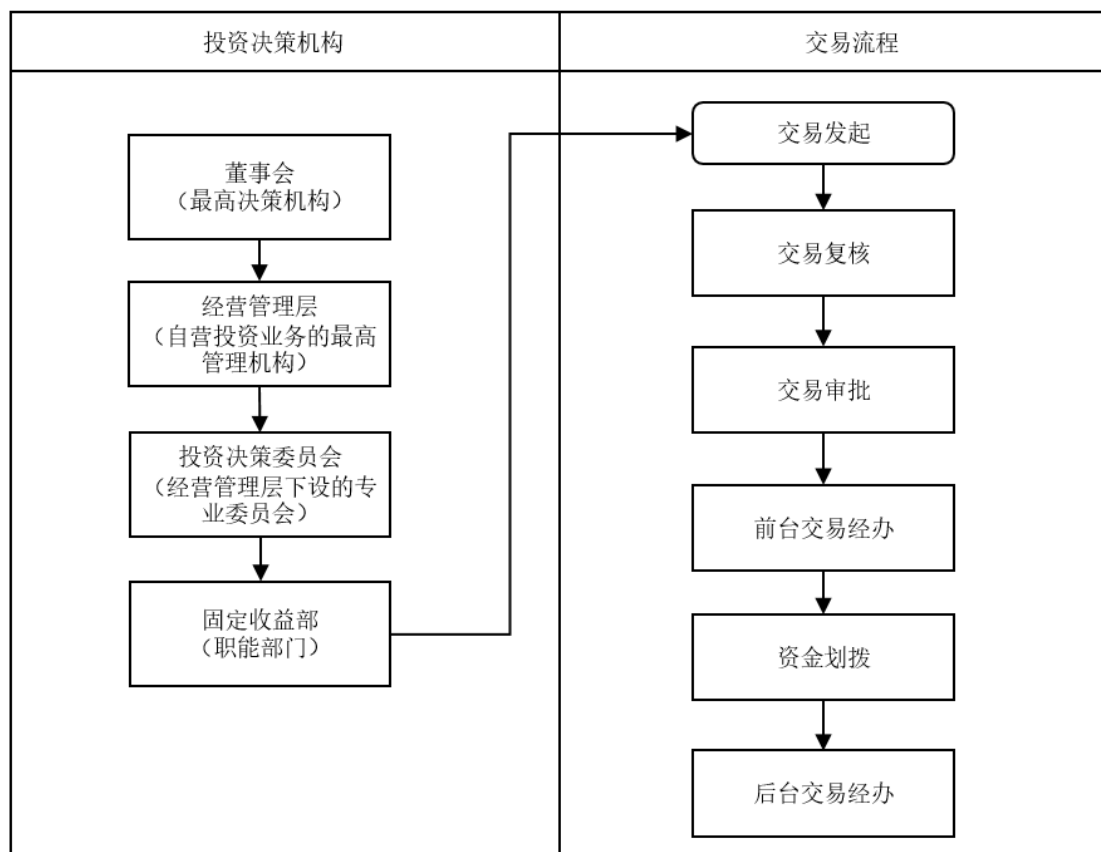 投资决策机构
交易流程
董事会
（最高决策机构）
经营管理层
（自营投资业务的最高
管理机构）
投资决策委员会
（经营管理层下设的专
业委员会）
固定收益部
（职能部门）
交易发起
交易复核
交易审批
前台交易经办
资金划拨
后台交易经办